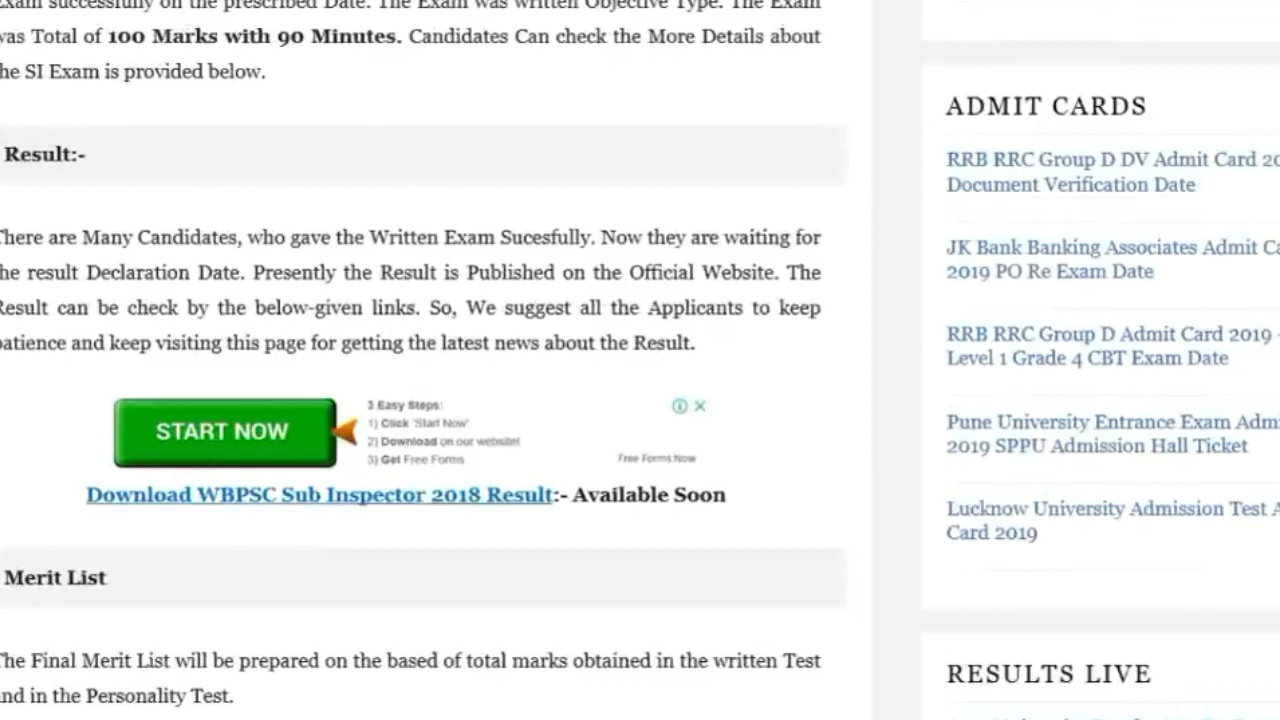 successfully on the prescribed Date. The Exam was written Objective Type. The Exam
was Total of 100 Marks with 90 Minutes. Candidates Can check the More Details about
the SI Exam is provided below.
Result:-
There are Many Candidates, who gave the Written Exam Sucesfully. Now they are waiting for
the result Declaration Date. Presently the Result is Published on the Official Website. The
Result can be check by the below-given links. So, We suggest all the Applicants to keep
patience and keep visiting this page for getting the latest news about the Result.
START NOW
3 Easy Steps:
1) Click 'Start Now'
2) Download on our website!
3) Get Free Forms
Free Forms Now
Download WBPSC Sub Inspector 2018 Result:- Available Soon
Merit List
The Final Merit List will be prepared on the based of total marks obtained in the written Test
and in the Personality Test.
ADMIT CARDS
RRB RRC Group D DV Admit Card
Document Verification Date
JK Bank Banking Associates Admit
2019 PO Re Exam Date
RRB RRC Group D Admit Card 2019 -
Level 1 Grade 4 CBT Exam Date
Pune University Entrance Exam
2019 SPPU Admission Hall Ticket
Lucknow University Admission Test
Card 2019
RESULTS LIVE